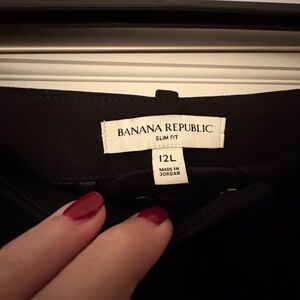 BANANA REPUBLIC
SLIM FIT
12L
MADE IN
JORDAN